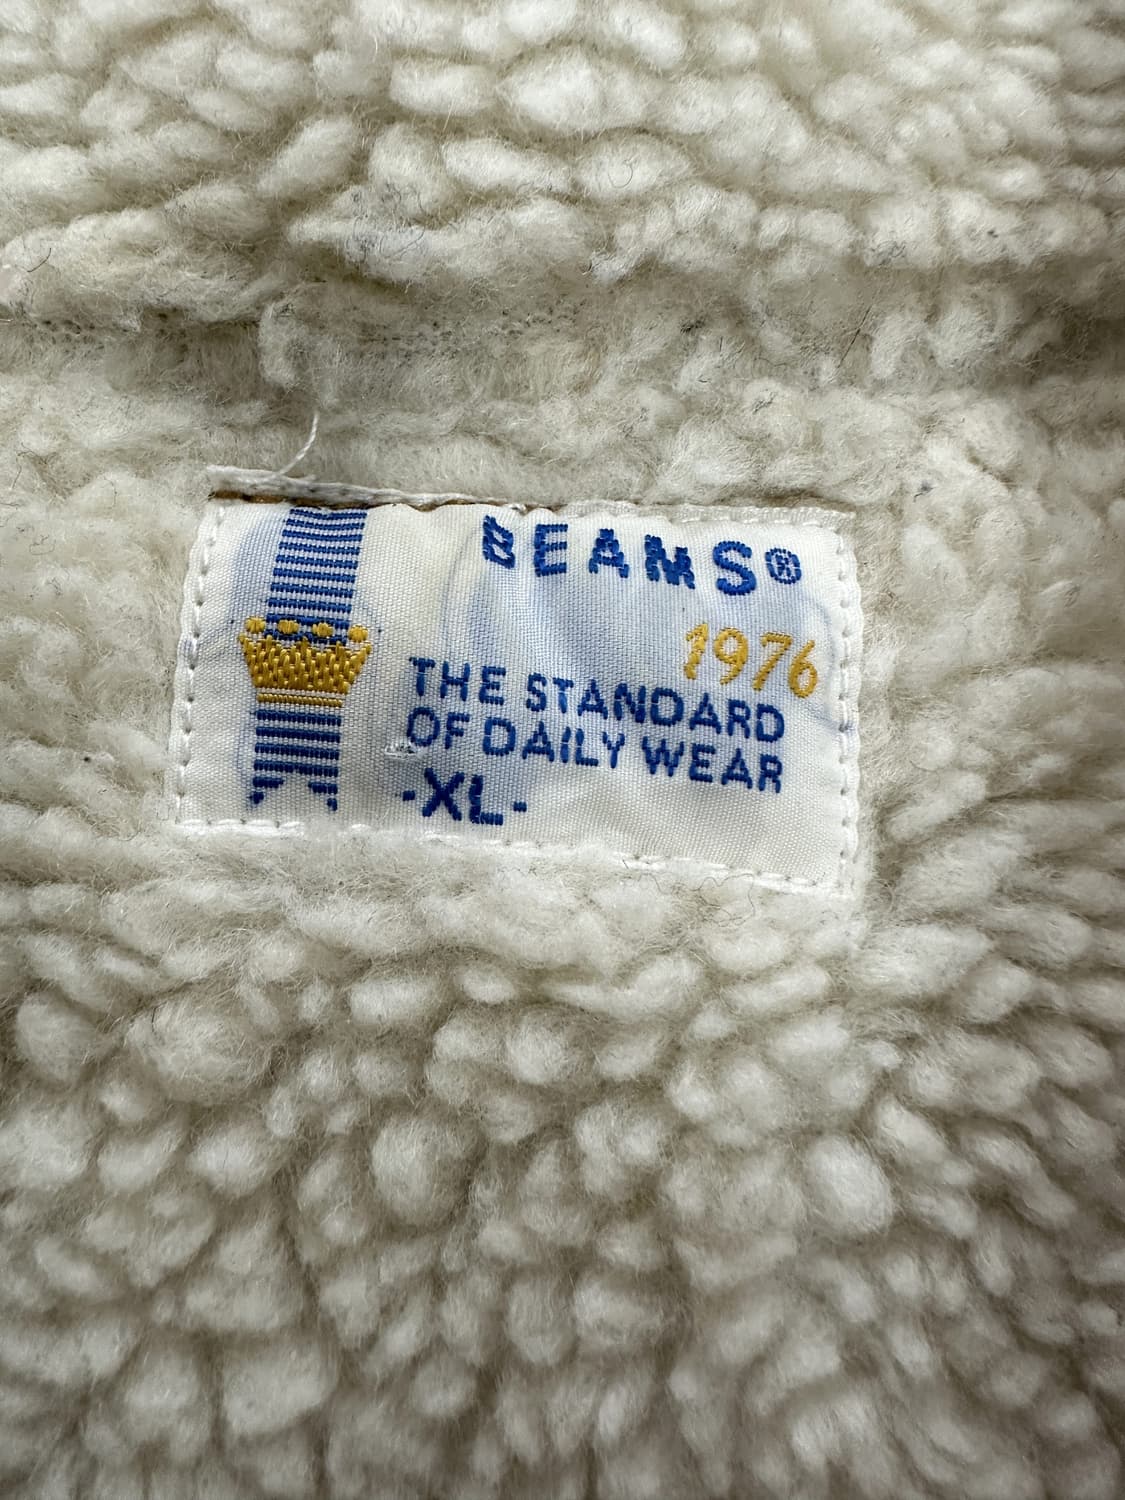 BEAMS®
1976
THE STANDARD
OF DAILY WEAR
-XL-